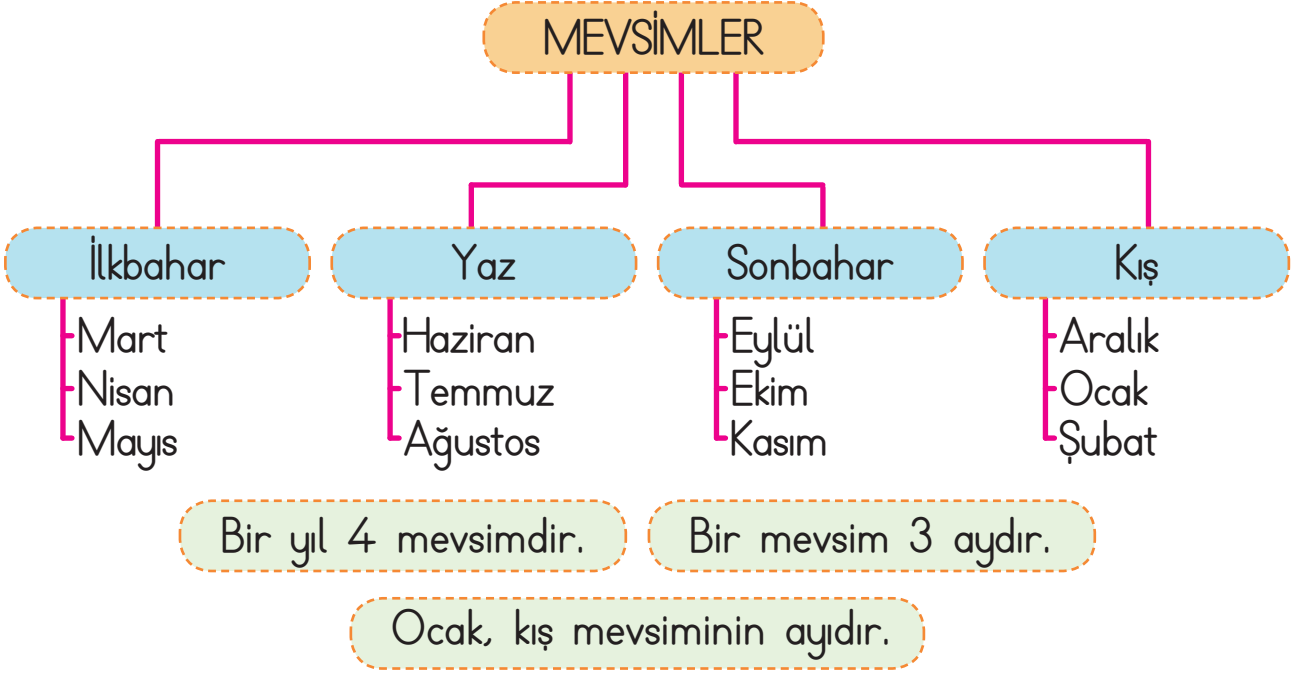 MEVSİMLER
İlkbahar
Mart
Nisan
Mayıs
Yaz
Haziran
Temmuz
Ağustos
Sonbahar
Eylül
Ekim
Kasım
Kış
Aralık
Ocak
Şubat
Bir yıl 4 mevsimdir.
Bir mevsim 3 aydır.
Ocak, kış mevsiminin ayıdır.